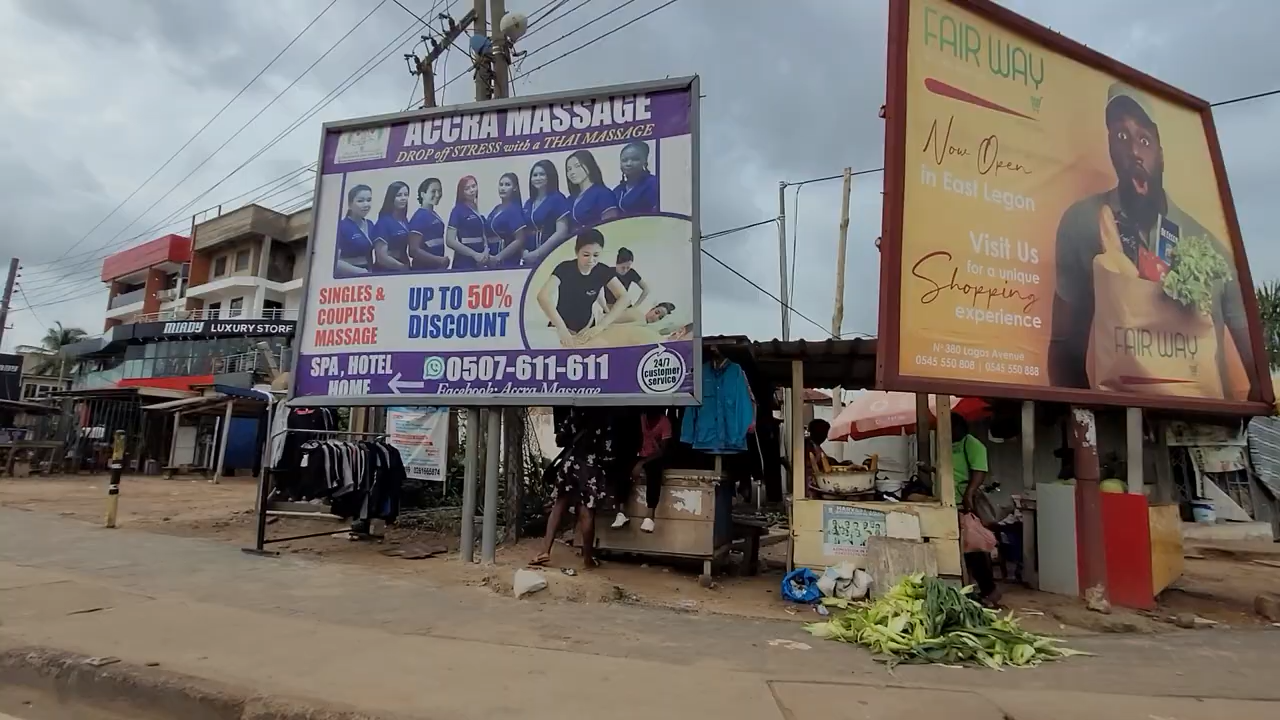 ACCRA MASSAGE
DROP off STRESS with a THAI MASSAGE
SINGLES &
COUPLES
MASSAGE
UP TO 50%
DISCOUNT
SPA, HOTEL
HOME
0507-611-611
Facebook: Accra Massage
24/7
customer
service
MIADY LUXURY STORE
FAIR WAY
Now Open
in East Legon
Visit Us
for a unique
Shopping
experience
Nº 380 Lagos Avenue
0545 550 808 | 0545 550 888
FAIR WAY